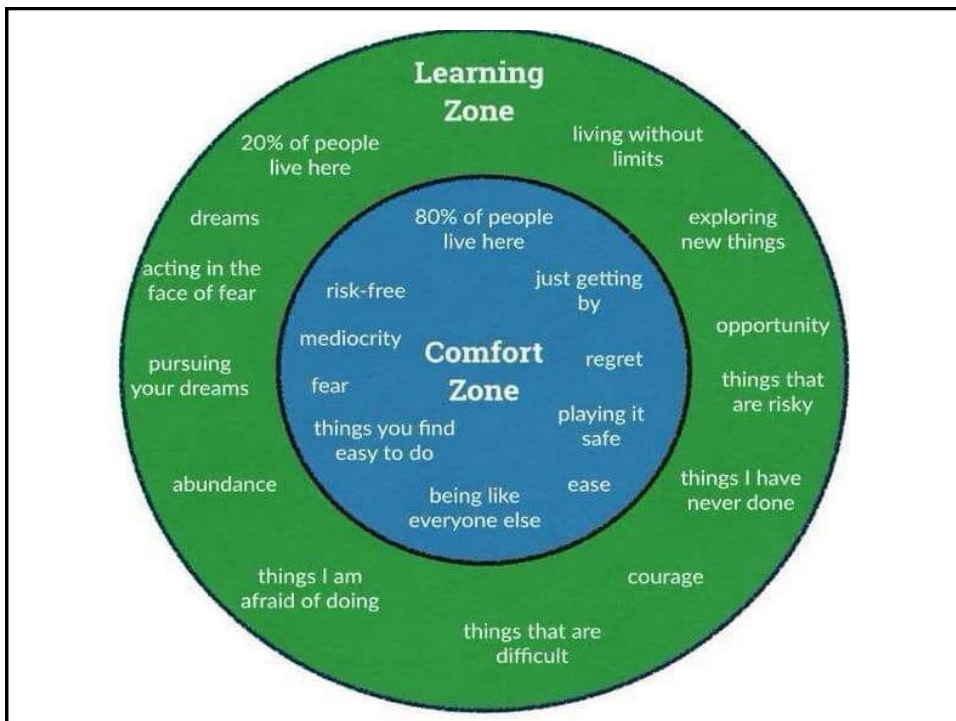 Learning
Zone
20% of people
live here
living without
limits
dreams
exploring
new things
acting in the
face of fear
opportunity
pursuing
your dreams
things that
are risky
abundance
things I have
never done
things I am
afraid of doing
courage
things that are
difficult
80% of people
live here
risk-free
just getting
by
mediocrity
Comfort
Zone
regret
fear
things you find
easy to do
playing it
safe
ease
being like
everyone else